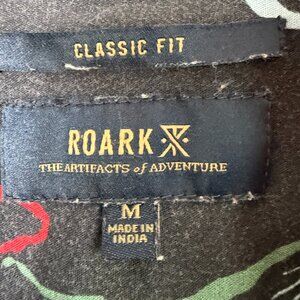 CLASSIC FIT
ROARK
THE ARTIFACTS of ADVENTURE
M
MADE IN
INDIA